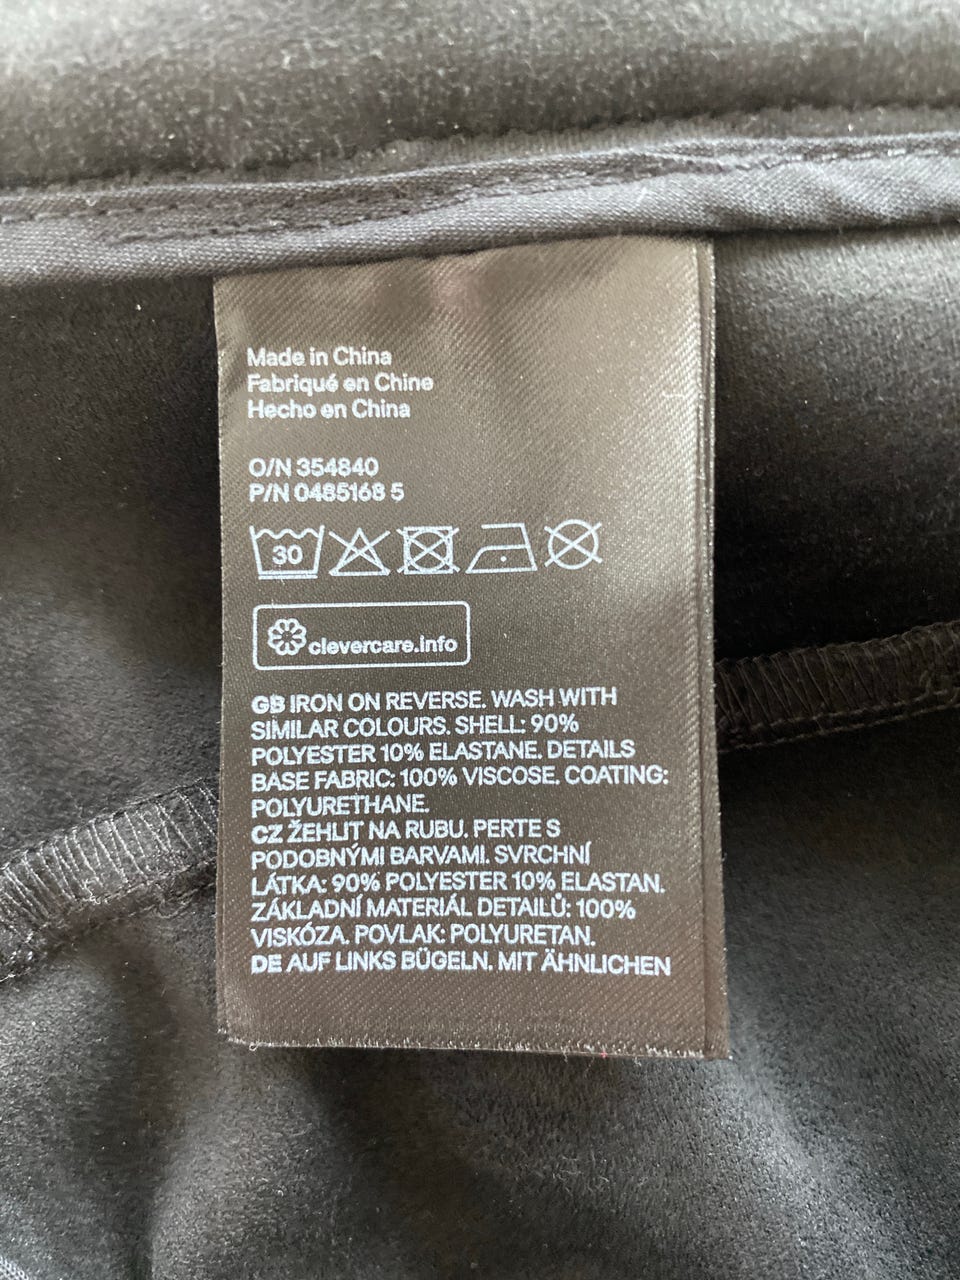 Made in China
Fabriqué en Chine
Hecho en China
O/N 354840
P/N 0485168 5
30
clevercare.info
GB IRON ON REVERSE. WASH WITH
SIMILAR COLOURS. SHELL: 90%
POLYESTER 10% ELASTANE. DETAILS
BASE FABRIC: 100% VISCOSE. COATING:
POLYURETHANE.
CZ ŽEHLIT NA RUBU. PERTE S
PODOBNÝMI BARVAMI. SVRCHNÍ
LÁTKA: 90% POLYESTER 10% ELASTAN.
ZÁKLADNÍ MATERIÁL DETAILŮ: 100%
VISKÓZA. POVLAK: POLYURETAN.
DE AUF LINKS BÜGELN. MIT ÄHNLICHEN